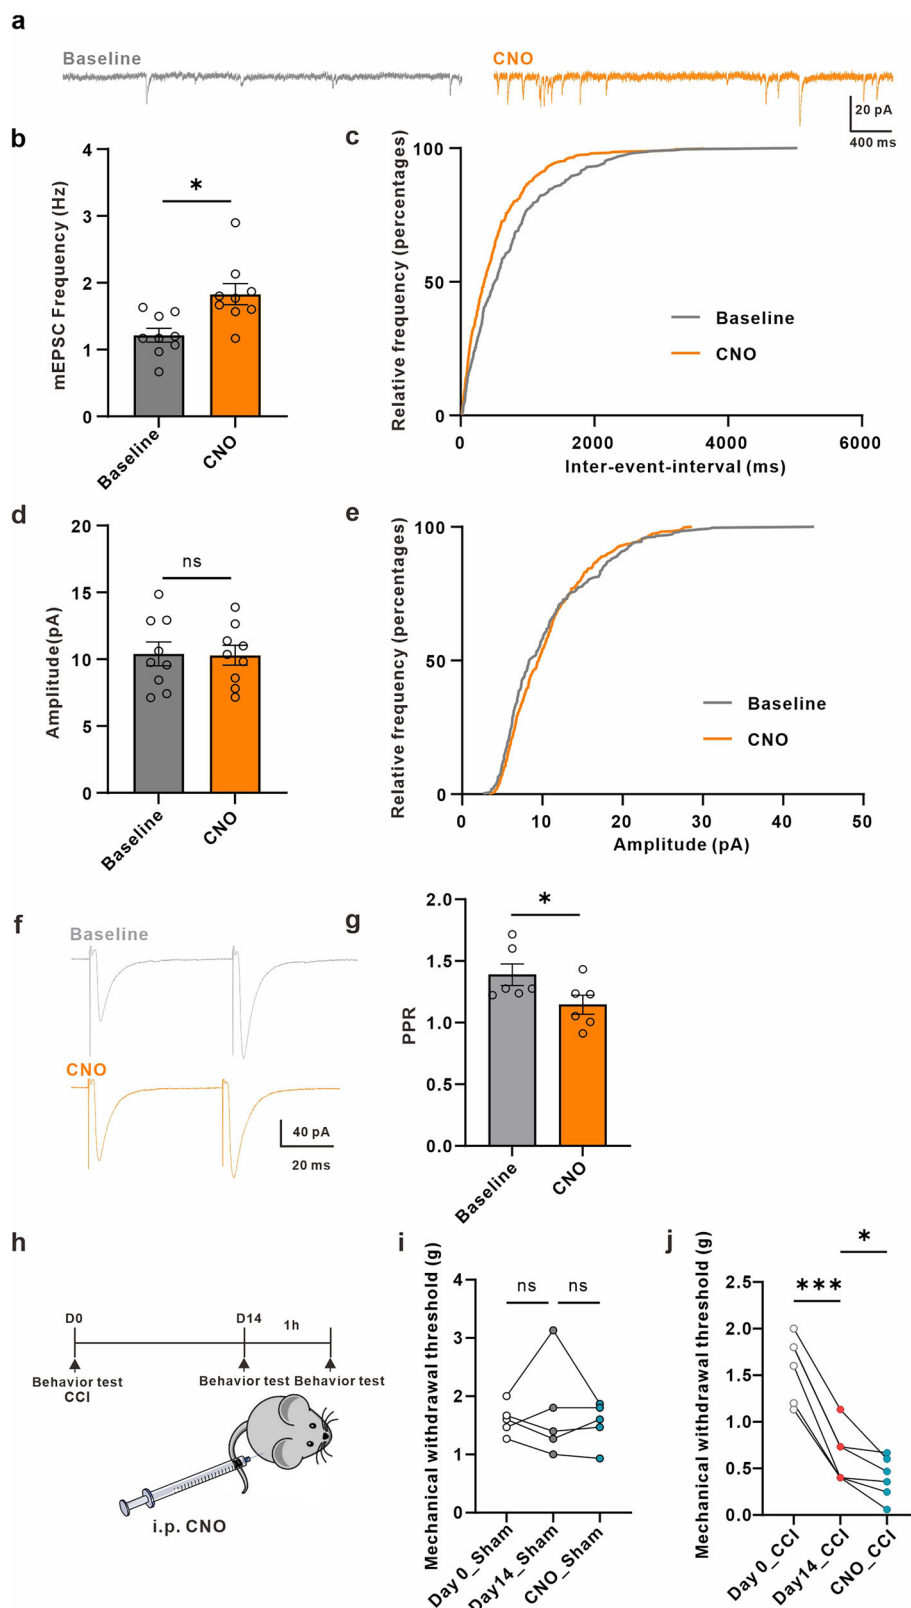 a
Baseline
CNO
20 pA
400 ms
b
mEPSC Frequency (Hz)
4
3
2
1
0
*
Baseline
CNO
c
Relative frequency (percentages)
100
50
0
0 2000 4000 6000
Inter-event-interval (ms)
Baseline
CNO
d
Amplitude(pA)
20
15
10
5
0
ns
Baseline
CNO
e
Relative frequency (percentages)
100
50
0
0 10 20 30 40 50
Amplitude (pA)
Baseline
CNO
f
Baseline
CNO
40 pA
20 ms
g
PPR
2.0
1.5
1.0
0.5
0.0
*
Baseline
CNO
h
D0
D14
1h
Behavior test
CCI
Behavior test
Behavior test
i.p. CNO
i
Mechanical withdrawal threshold (g)
4
3
2
1
0
ns
ns
Day 0_Sham
Day14_Sham
CNO_Sham
j
Mechanical withdrawal threshold (g)
2.5
2.0
1.5
1.0
0.5
0.0
***
*
Day 0_CCI
Day14_CCI
CNO_CCI